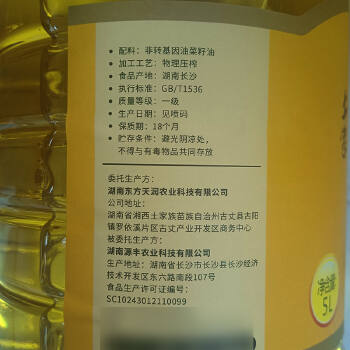 • 配料：非转基因油菜籽油
• 加工工艺：物理压榨
• 食品产地：湖南长沙
• 执行标准：GB/T1536
• 质量等级：一级
• 生产日期：见喷码
• 保质期：18个月
• 贮存条件：避光阴凉处，
不得与有毒物品共同存放
委托生产方：
湖南东方天润农业科技有限公司
公司地址：
湖南省湘西土家族苗族自治州古丈县古阳
镇罗依溪片区古丈产业开发区商务中心
被委托生产方：
湖南源丰农业科技有限公司
生产地址：湖南省长沙市长沙县长沙经济
技术开发区东六路南段107号
食品生产许可证编号：
SC10243012110099
净含量
5L